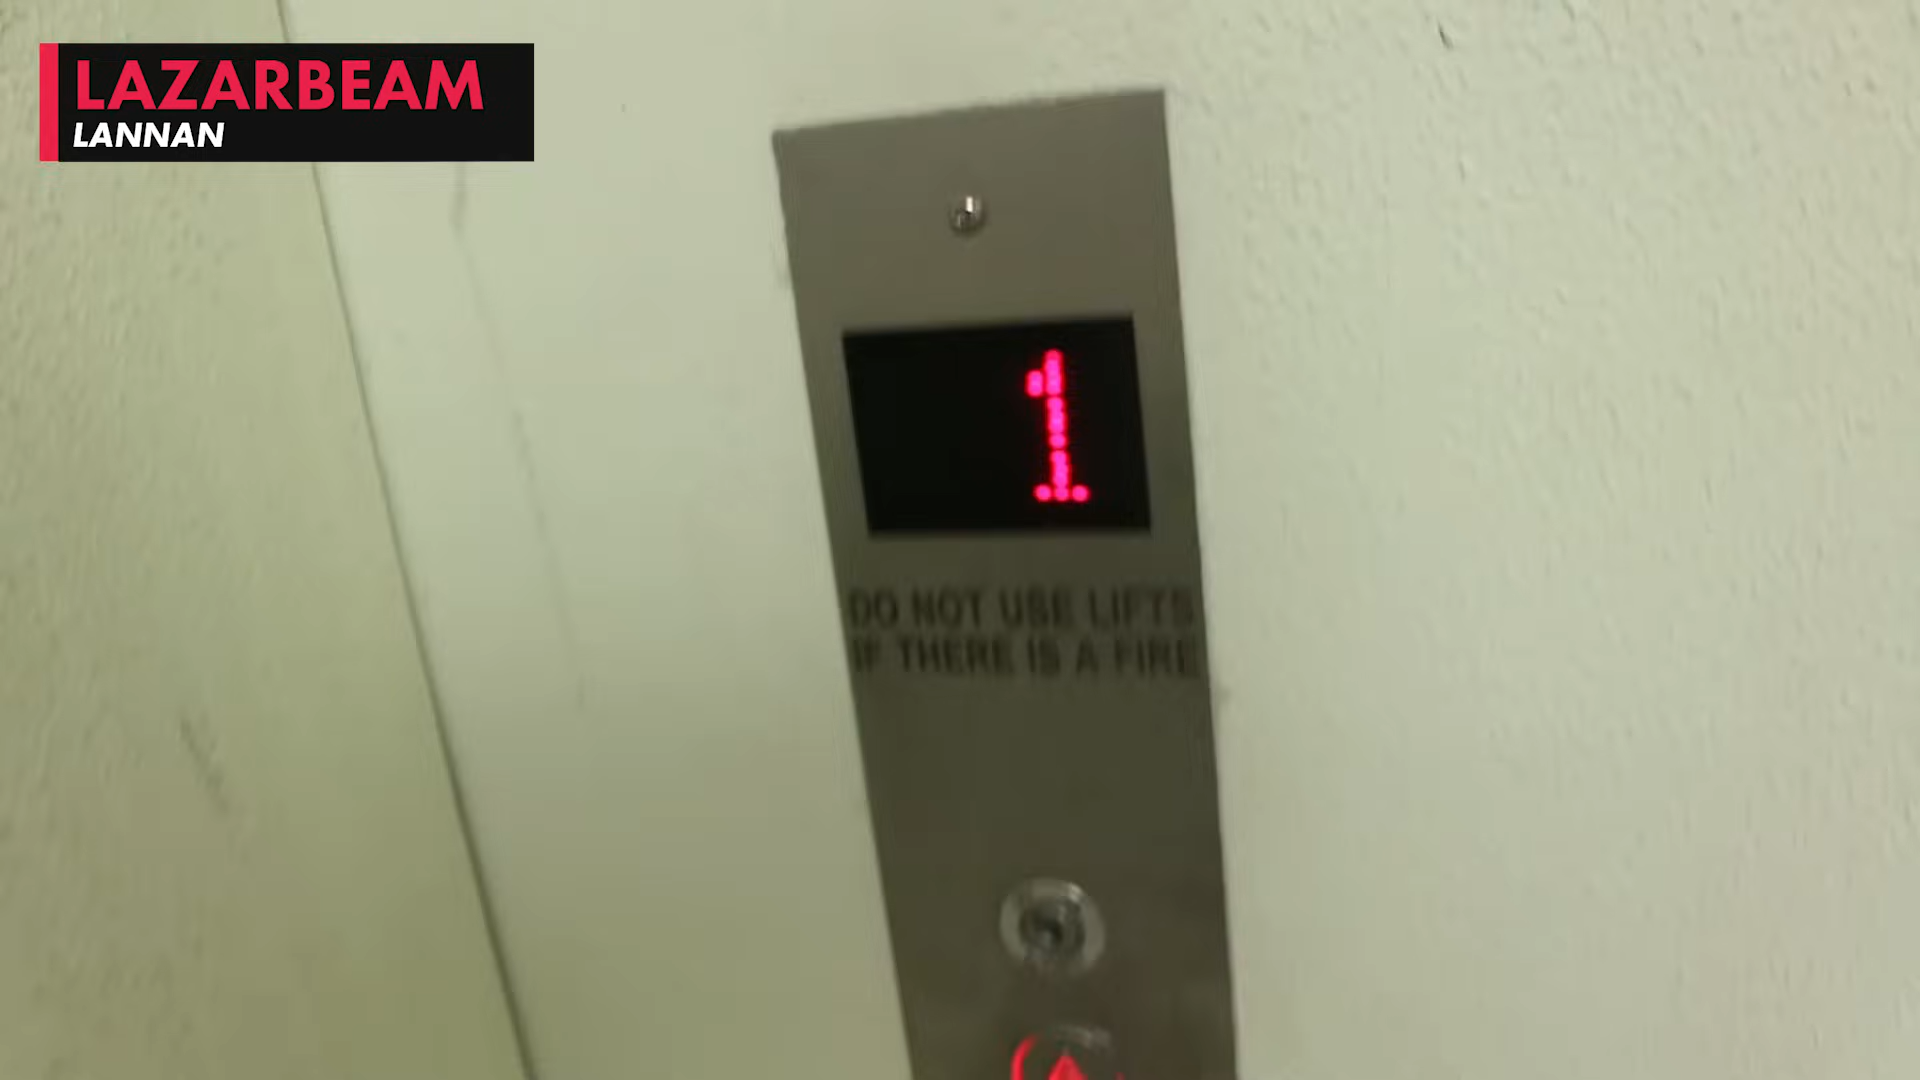 LAZARBEAM
LANNAN
1
DO NOT USE LIFTS
IF THERE IS A FIRE